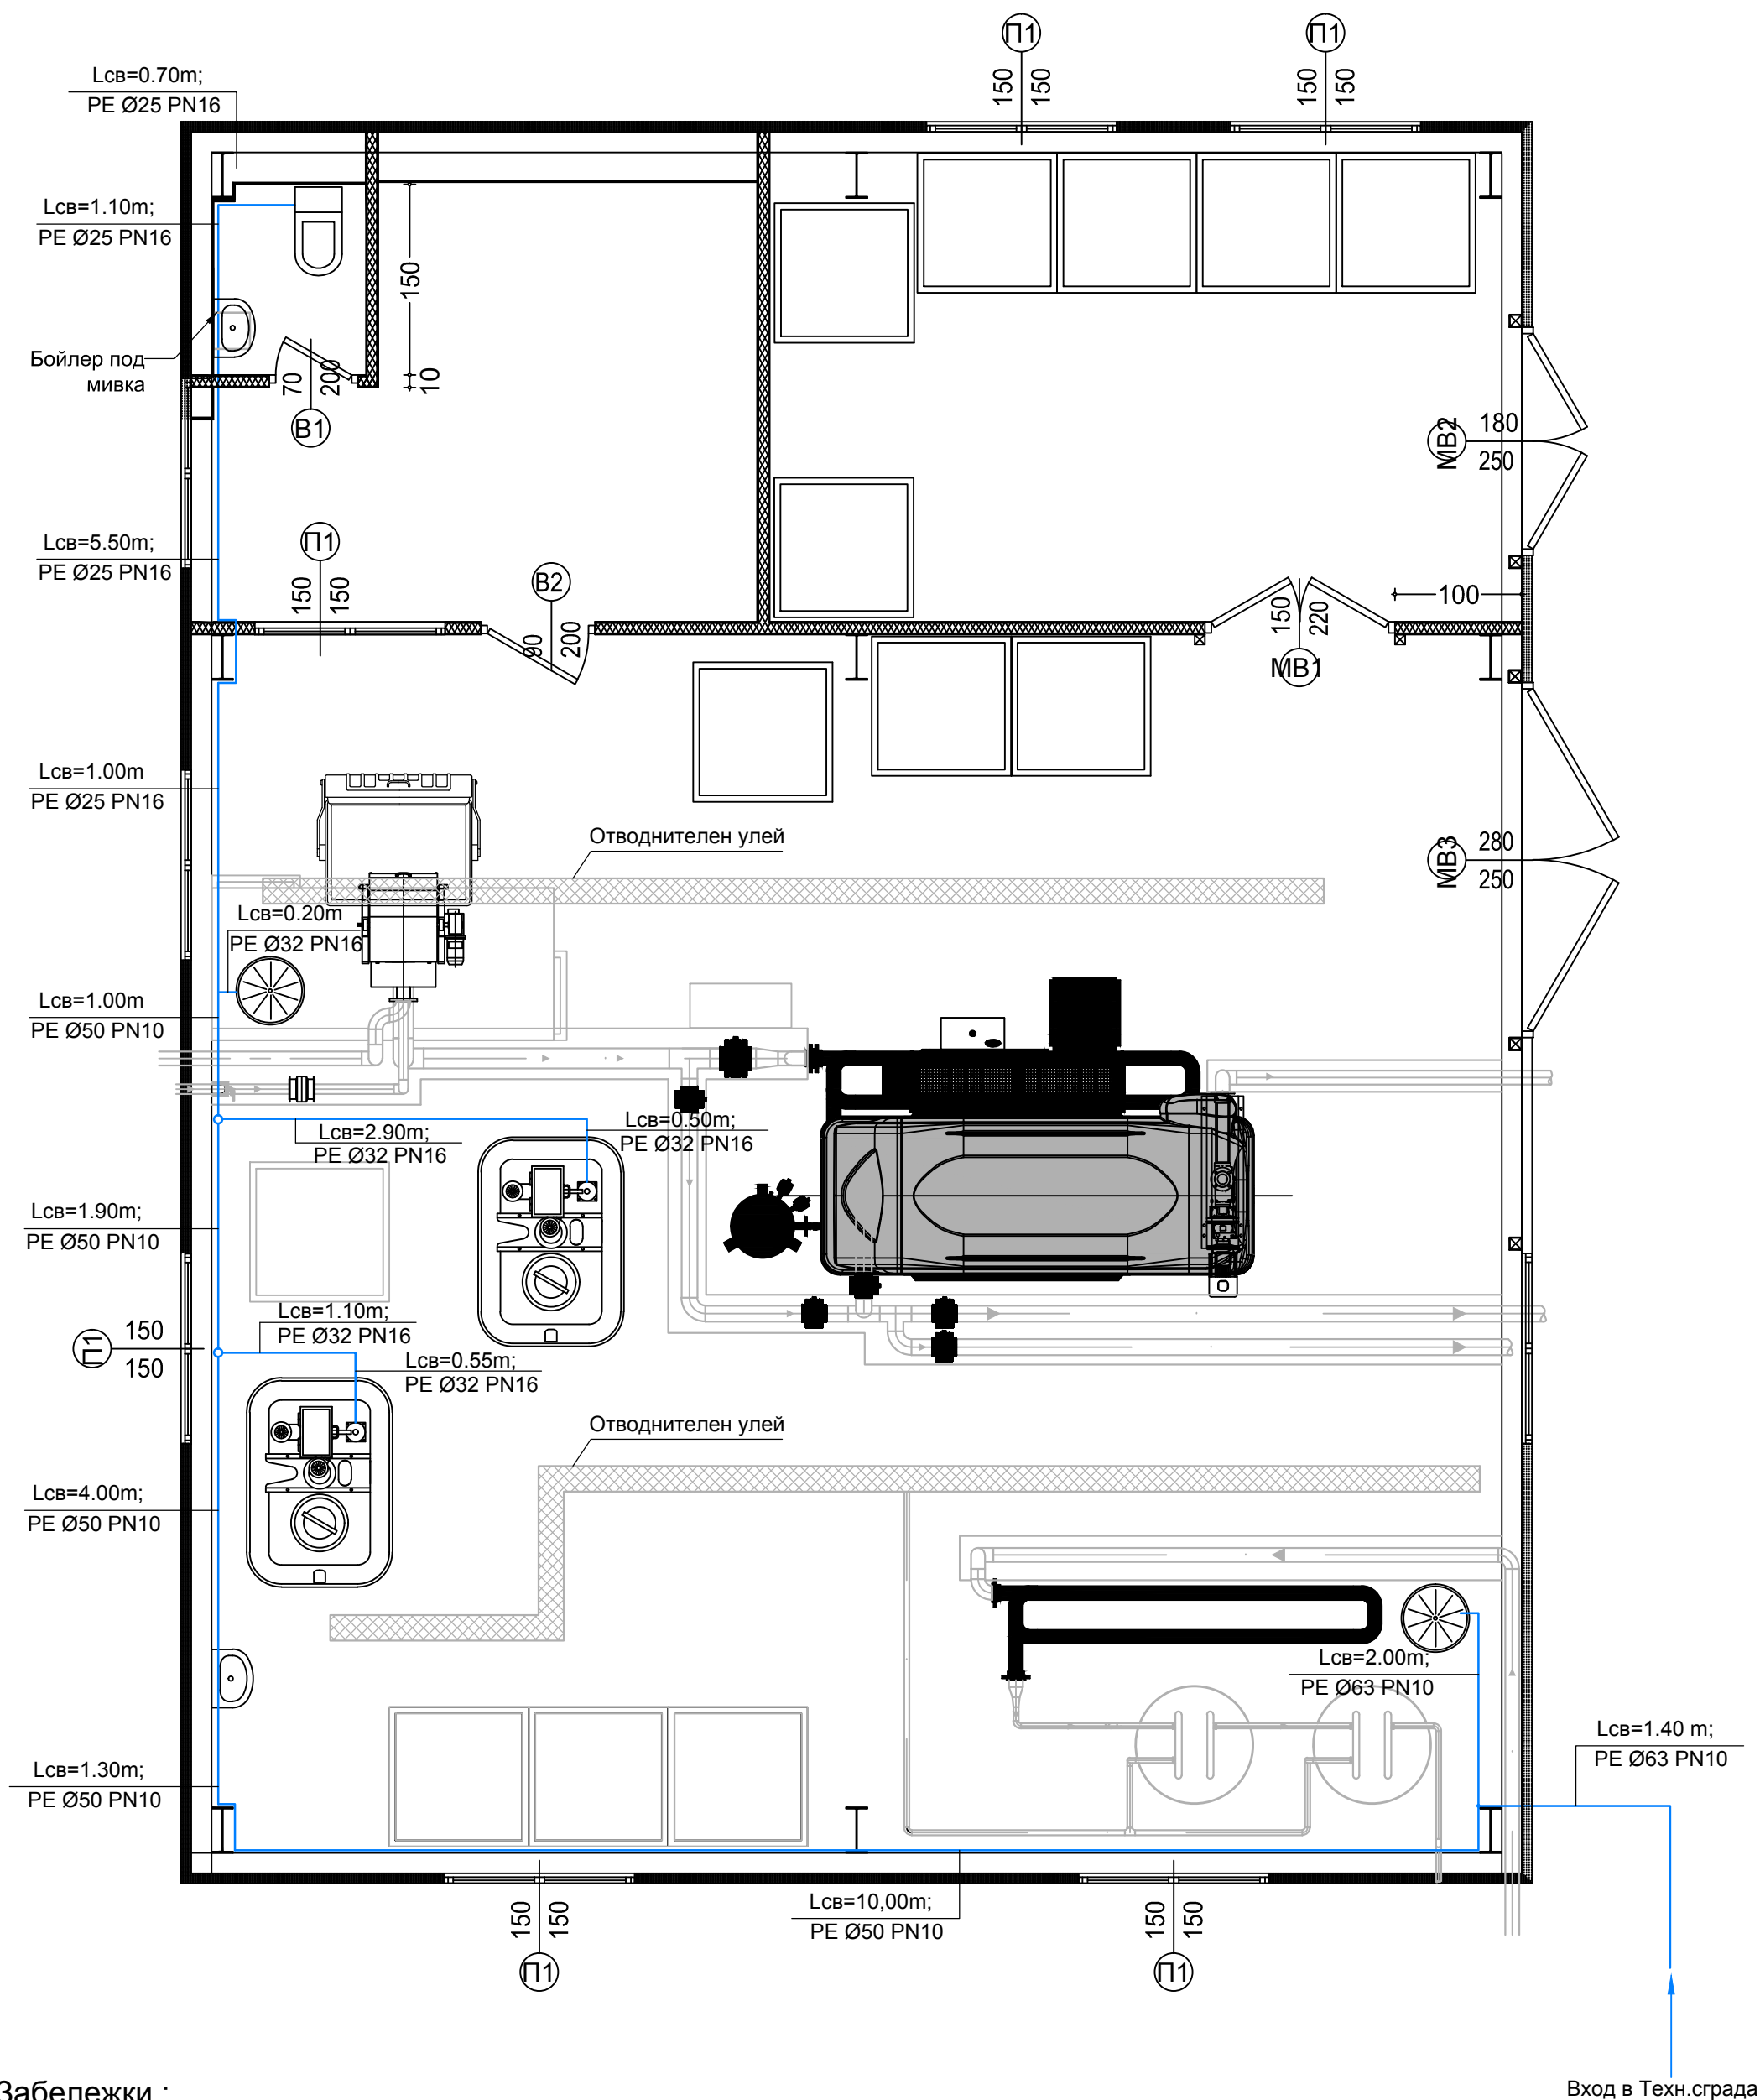 П1
П1
150
150
150
150
Lсв=0.70m;
PE Ø25 PN16
Lсв=1.10m;
PE Ø25 PN16
150
Бойлер под
мивка
70
200
10
В1
МВ2
180
250
Lсв=5.50m;
PE Ø25 PN16
П1
150
150
В2
90
200
150
220
МВ1
100
Lсв=1.00m
PE Ø25 PN16
Отводнителен улей
МВ3
280
250
Lсв=0.20m
PE Ø32 PN16
Lсв=1.00m
PE Ø50 PN10
Lсв=2.90m;
PE Ø32 PN16
Lсв=0.50m;
PE Ø32 PN16
Lсв=1.90m;
PE Ø50 PN10
Lсв=1.10m;
PE Ø32 PN16
П1
150
150
Lсв=0.55m;
PE Ø32 PN16
Отводнителен улей
Lсв=4.00m;
PE Ø50 PN10
Lсв=2.00m;
PE Ø63 PN10
Lсв=1.40 m;
PE Ø63 PN10
Lсв=1.30m;
PE Ø50 PN10
Lсв=10,00m;
PE Ø50 PN10
150
150
150
150
П1
П1
Вход в Техн.сграда
Забележки :